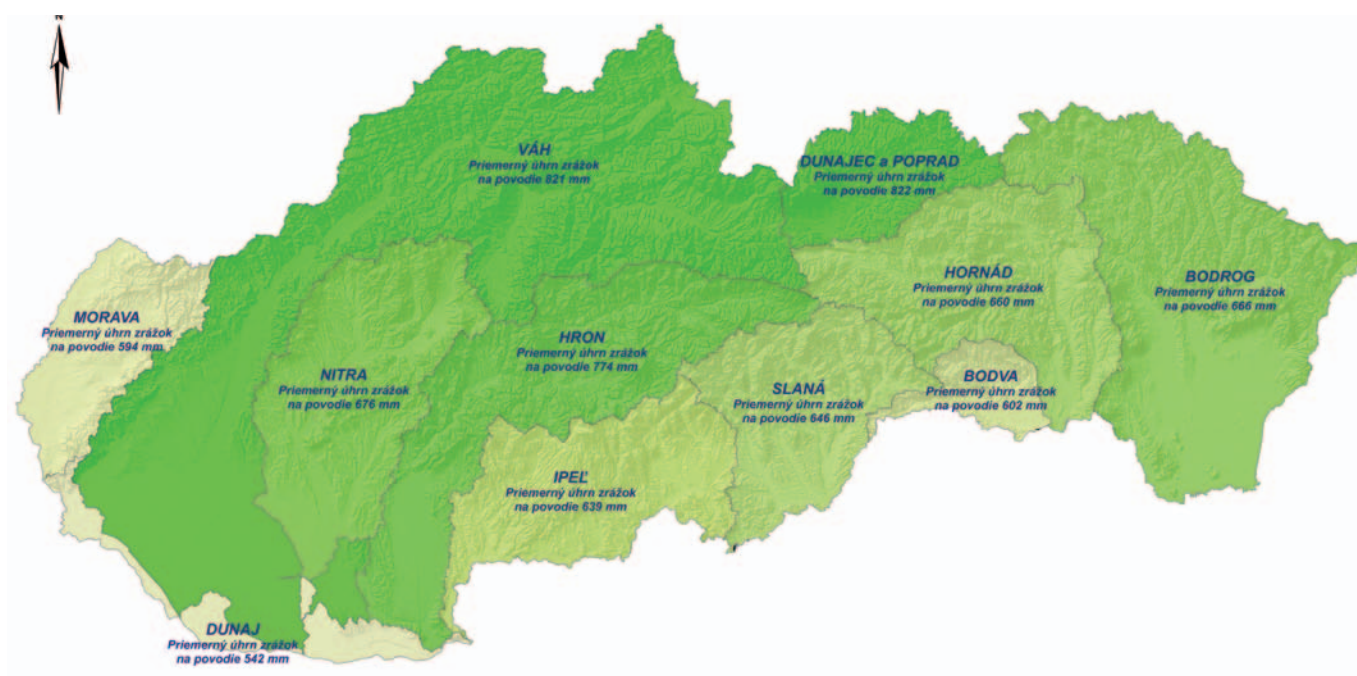 N
VÁH
Priemerný úhrn zrážok
na povodie 821 mm
DUNAJEC a POPRAD
Priemerný úhrn zrážok
na povodie 822 mm
HORNÁD
Priemerný úhrn zrážok
na povodie 660 mm
BODROG
Priemerný úhrn zrážok
na povodie 666 mm
MORAVA
Priemerný úhrn zrážok
na povodie 594 mm
HRON
Priemerný úhrn zrážok
na povodie 774 mm
NITRA
Priemerný úhrn zrážok
na povodie 676 mm
SLANÁ
Priemerný úhrn zrážok
na povodie 646 mm
BODVA
Priemerný úhrn zrážok
na povodie 602 mm
IPEĽ
Priemerný úhrn zrážok
na povodie 639 mm
DUNAJ
Priemerný úhrn zrážok
na povodie 542 mm